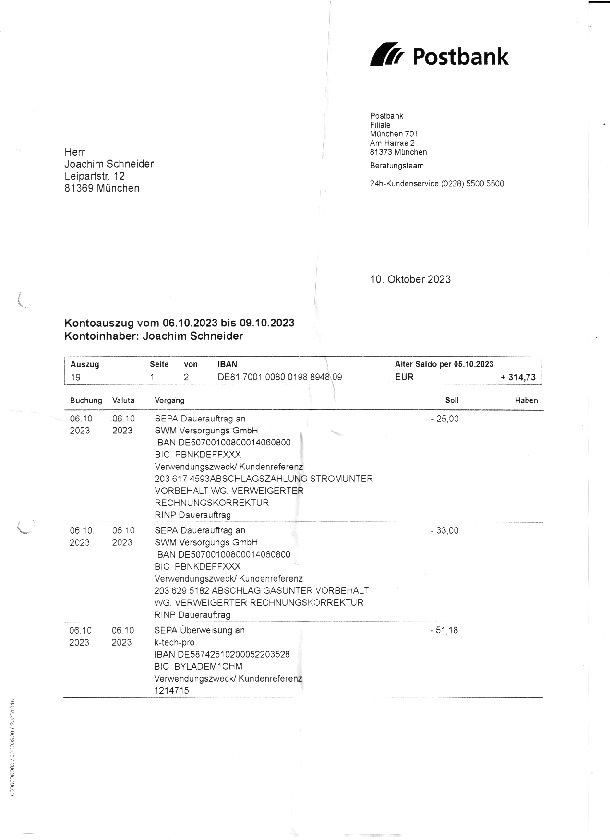 Postbank
Postbank
Filiale
München 701
Am Harras 2
81373 München
Beratungsteam
24h-Kundenservice (0228) 5500 5500
Herr
Joachim Schneider
Leipartstr. 12
81369 München
10. Oktober 2023
Kontoauszug vom 06.10.2023 bis 09.10.2023
Kontoinhaber: Joachim Schneider
Auszug Seite von IBAN Alter Saldo per 05.10.2023
19 1 2 DE81 7001 0080 0198 8948 09 EUR + 314,73
Buchung Valuta Vorgang Soll Haben
06.10. 06.10. SEPA Dauerauftrag an - 25,00
2023 2023 SWM Versorgungs GmbH
IBAN DE50700100800014060800
BIC PBNKDEFFXXX
Verwendungszweck/ Kundenreferenz
203 617 4593ABSCHLAGSZAHLUNG STROMUNTER
VORBEHALT WG. VERWEIGERTER
RECHNUNGSKORREKTUR
RINP Dauerauftrag
06.10. 06.10. SEPA Dauerauftrag an - 33,00
2023 2023 SWM Versorgungs GmbH
IBAN DE50700100800014060800
BIC PBNKDEFFXXX
Verwendungszweck/ Kundenreferenz
203 629 5182 ABSCHLAG GASUNTER VORBEHALT
WG. VERWEIGERTER RECHNUNGSKORREKTUR
RINP Dauerauftrag
06.10. 06.10. SEPA Überweisung an - 51,18
2023 2023 k-tech-pro
IBAN DE58742510200052203528
BIC BYLADEM1CHM
Verwendungszweck/ Kundenreferenz
1214715